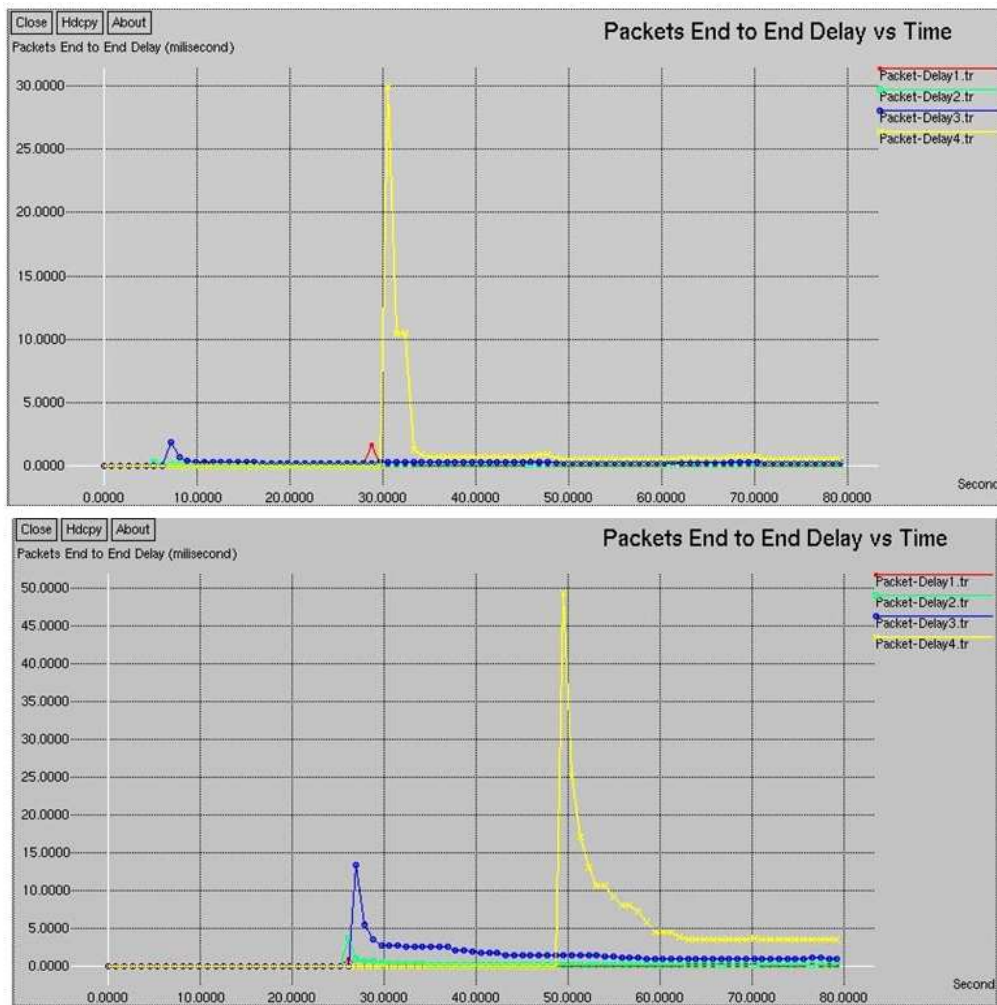 Close Hdcpy About
Packets End to End Delay vs Time
Packets End to End Delay (milisecond)
Packet-Delay1.tr
Packet-Delay2.tr
Packet-Delay3.tr
Packet-Delay4.tr
30.0000
25.0000
20.0000
15.0000
10.0000
5.0000
0.0000
Second
0.0000 10.0000 20.0000 30.0000 40.0000 50.0000 60.0000 70.0000 80.0000
Close Hdcpy About
Packets End to End Delay vs Time
Packets End to End Delay (milisecond)
Packet-Delay1.tr
Packet-Delay2.tr
Packet-Delay3.tr
Packet-Delay4.tr
50.0000
45.0000
40.0000
35.0000
30.0000
25.0000
20.0000
15.0000
10.0000
5.0000
0.0000
Second
0.0000 10.0000 20.0000 30.0000 40.0000 50.0000 60.0000 70.0000 80.0000